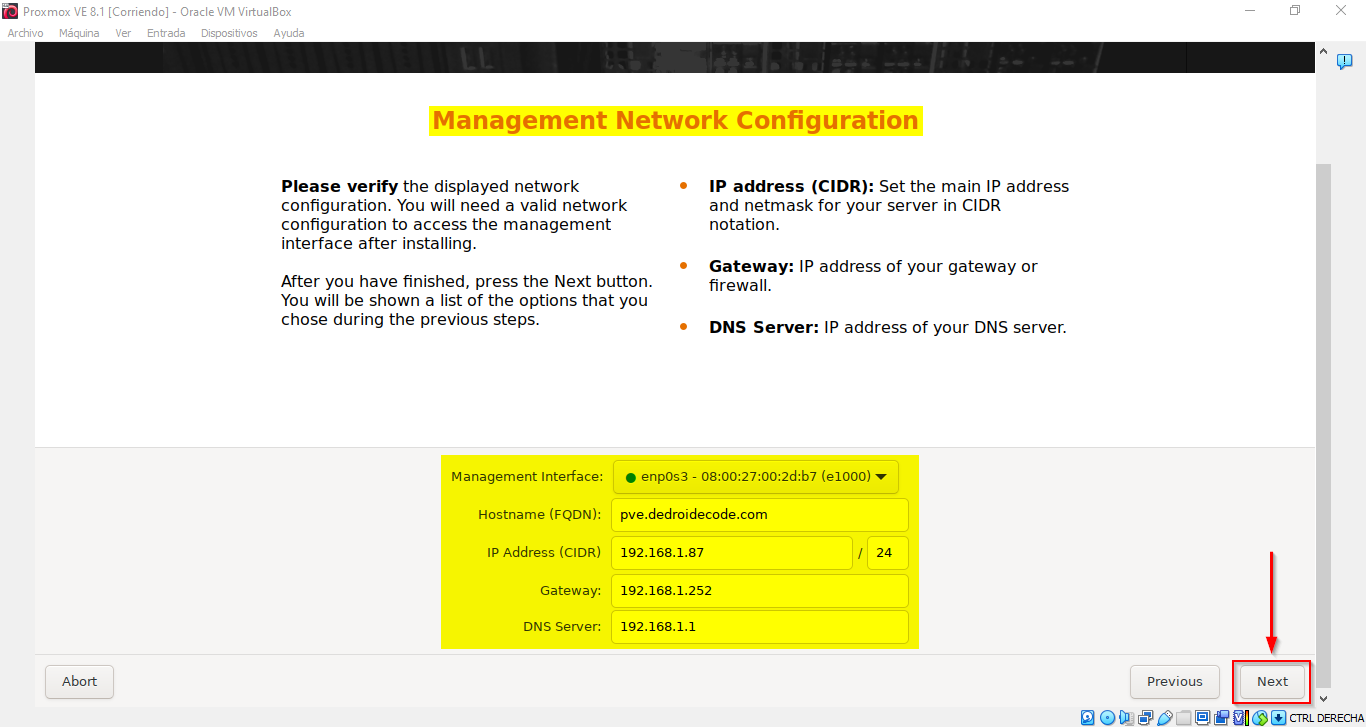 Proxmox VE 8.1 [Corriendo] - Oracle VM VirtualBox
Archivo Máquina Ver Entrada Dispositivos Ayuda
Management Network Configuration
Please verify the displayed network
configuration. You will need a valid network
configuration to access the management
interface after installing.
After you have finished, press the Next button.
You will be shown a list of the options that you
chose during the previous steps.
IP address (CIDR): Set the main IP address
and netmask for your server in CIDR
notation.
Gateway: IP address of your gateway or
firewall.
DNS Server: IP address of your DNS server.
Management Interface: enp0s3 - 08:00:27:00:2d:b7 (e1000)
Hostname (FQDN): pve.dedroidecode.com
IP Address (CIDR) 192.168.1.87 / 24
Gateway: 192.168.1.252
DNS Server: 192.168.1.1
Abort Previous Next
CTRL DERECHA